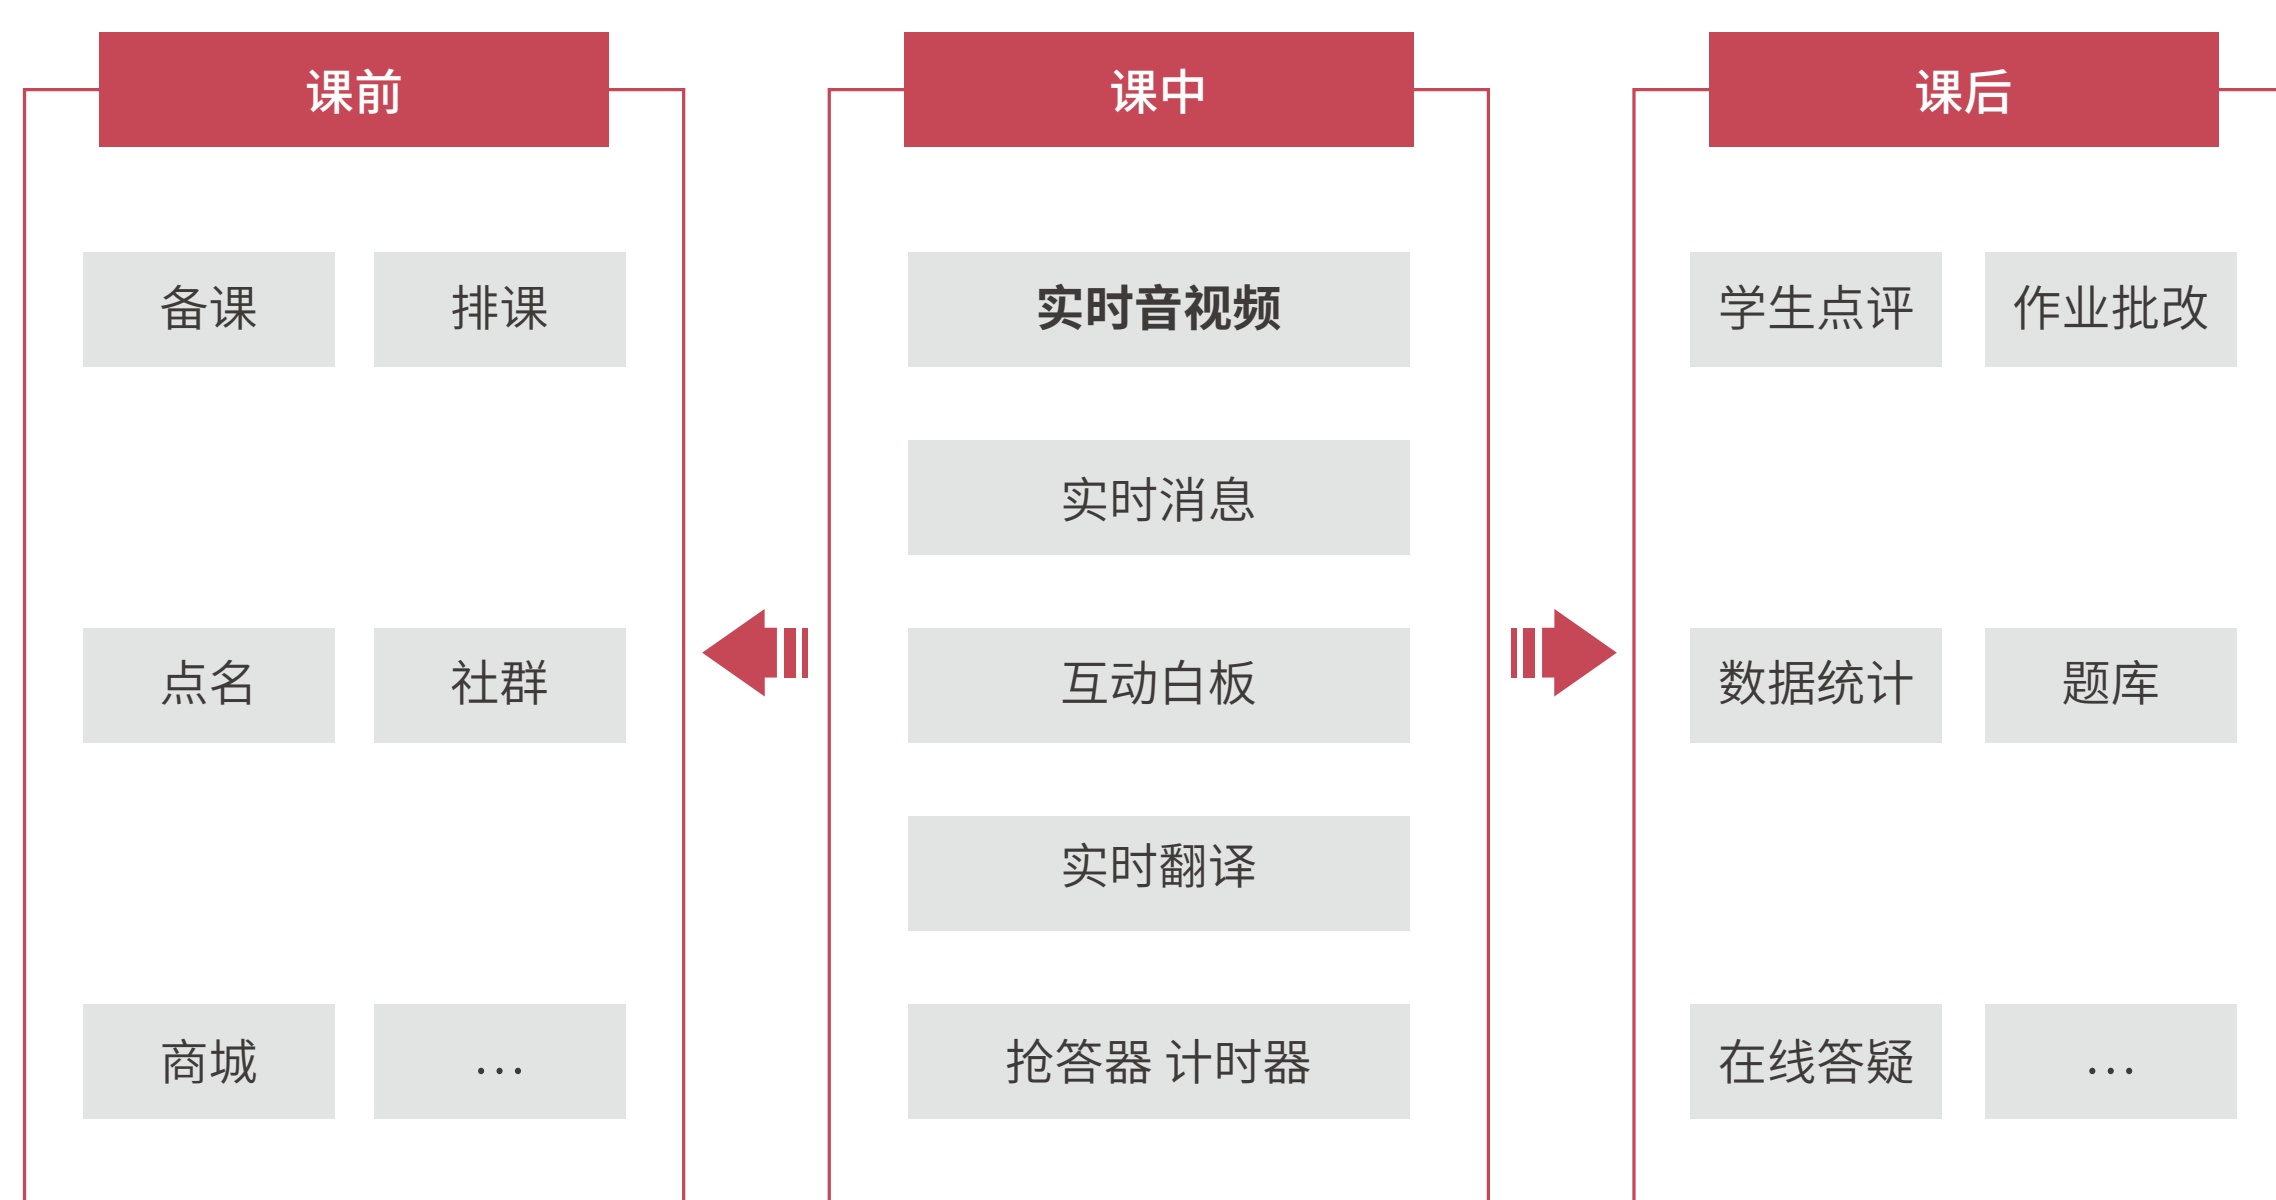 课前
备课
排课
点名
社群
商城
...
课中
实时音视频
实时消息
互动白板
实时翻译
抢答器 计时器
课后
学生点评
作业批改
数据统计
题库
在线答疑
...